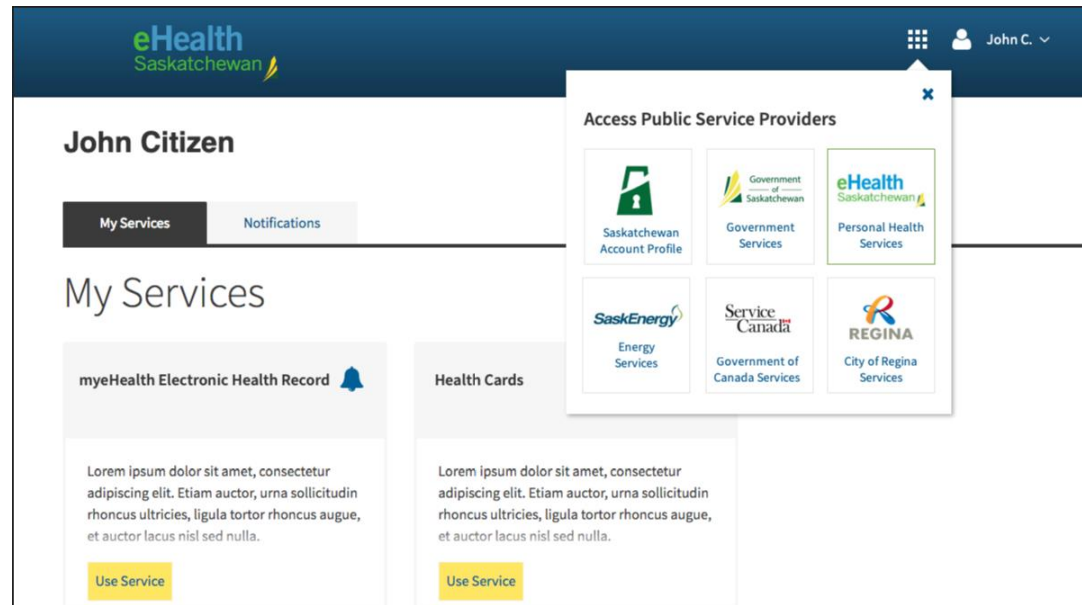 eHealth
Saskatchewan
John C.
John Citizen
My Services
Notifications
My Services
myeHealth Electronic Health Record
Lorem ipsum dolor sit amet, consectetur
adipiscing elit. Etiam auctor, urna sollicitudin
rhoncus ultricies, ligula tortor rhoncus augue,
et auctor lacus nisl sed nulla.
Use Service
Health Cards
Lorem ipsum dolor sit amet, consectetur
adipiscing elit. Etiam auctor, urna sollicitudin
rhoncus ultricies, ligula tortor rhoncus augue,
et auctor lacus nisl sed nulla.
Use Service
Access Public Service Providers
Saskatchewan
Account Profile
Government
of
Saskatchewan
Government
Services
eHealth
Saskatchewan
Personal Health
Services
SaskEnergy
Energy
Services
Service
Canada
Government of
Canada Services
REGINA
City of Regina
Services